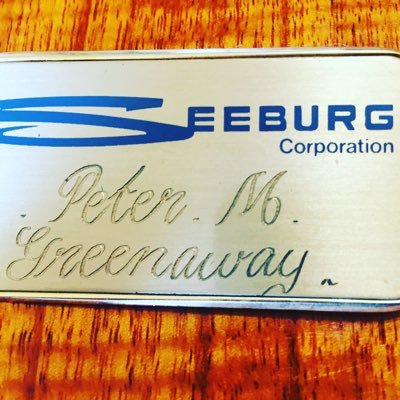 SEEBURG
Corporation
Peter. M.
Greenaway